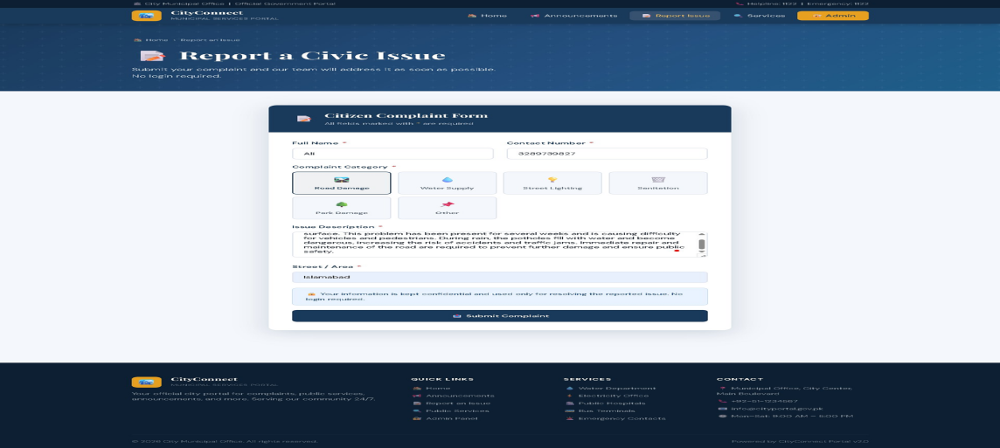 City Municipal Office | Official Government Portal
Helpline: 1122 | Emergency: 1122
CityConnect
MUNICIPAL SERVICES PORTAL
Home
Announcements
Report Issue
Services
Admin
Home › Report an Issue
Report a Civic Issue
Submit your complaint and our team will address it as soon as possible.
No login required.
Citizen Complaint Form
All fields marked with * are required
Full Name *
Contact Number *
Ali
3289739827
Complaint Category *
Road Damage
Water Supply
Street Lighting
Sanitation
Park Damage
Other
Issue Description *
surface. This problem has been present for several weeks and is causing difficulty
for vehicles and pedestrians. During rain, the potholes fill with water and become
dangerous, increasing the risk of accidents and traffic jams. Immediate repair and
maintenance of the road are required to prevent further damage and ensure public
safety.
Street / Area *
Islamabad
Your information is kept confidential and used only for resolving the reported issue. No
login required.
Submit Complaint
CityConnect
MUNICIPAL SERVICES PORTAL
Your official city portal for complaints, public services,
announcements, and more. Serving our community 24/7.
QUICK LINKS
Home
Announcements
Report an Issue
Public Services
Admin Panel
SERVICES
Water Department
Electricity Office
Public Hospitals
Bus Terminals
Emergency Contacts
CONTACT
Municipal Office, City Center,
Main Boulevard
+92-51-1234567
info@cityportal.gov.pk
Mon–Sat: 9:00 AM – 5:00 PM
© 2026 City Municipal Office. All rights reserved.
Powered by CityConnect Portal v2.0